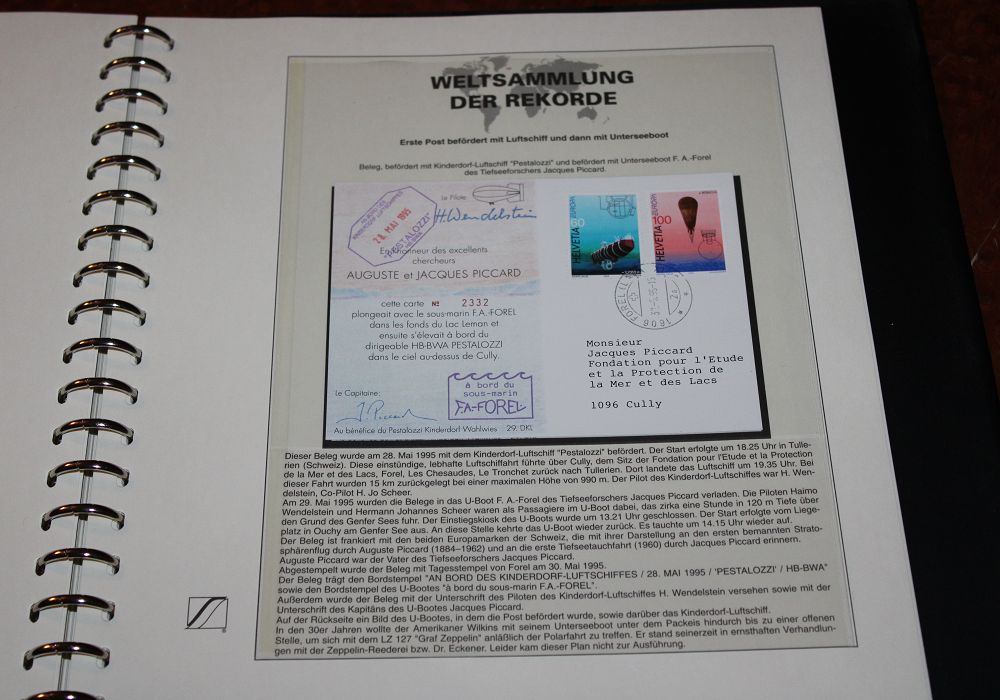 WELTSAMMLUNG
DER REKORDE
Erste Post befördert mit Luftschiff und dann mit Unterseeboot
Beleg, befördert mit Kinderdorf-Luftschiff "Pestalozzi" und befördert mit Unterseeboot F. A.-Forel
des Tiefseeforschers Jacques Piccard.
28. MAI 1995
"PESTALOZZI"
Le Pilote
H. Wendelstein
En honneur des excellents
chercheurs
AUGUSTE et JACQUES PICCARD
cette carte № 2332
plongeait avec le sous-marin F.A.-FOREL
dans les fonds du Lac Leman et
ensuite s'élevait à bord du
dirigeable HB-BWA PESTALOZZI
dans le ciel au-dessus de Cully.
Le Capitaine:
J. Piccard
à bord du
sous-marin
F.A-FOREL
Au bénéfice du Pestalozzi Kinderdorf Wahlwies 29. DKL
HELVETIA
60
EUROPA
HELVETIA
100
EUROPA
1606 FOREL
Monsieur
Jacques Piccard
Fondation pour l'Etude
et la Protection de
la Mer et des Lacs
1096 Cully
Dieser Beleg wurde am 28. Mai 1995 mit dem Kinderdorf-Luftschiff "Pestalozzi" befördert. Der Start erfolgte um 18.25 Uhr in Tulle-
rien (Schweiz). Diese einstündige, lebhafte Luftschiffahrt führte über Cully, dem Sitz der Fondation pour l'Etude et la Protection
de la Mer et des Lacs, Forel, Les Chesaudes, Le Tronchet zurück nach Tullerien. Dort landete das Luftschiff um 19.35 Uhr. Bei
dieser Fahrt wurden 15 km zurückgelegt bei einer maximalen Höhe von 990 m. Der Pilot des Kinderdorf-Luftschiffes war H. Wen-
delstein, Co-Pilot H. Jo Scheer.
Am 29. Mai 1995 wurden die Belege in das U-Boot F. A.-Forel des Tiefseeforschers Jacques Piccard verladen. Die Piloten Haimo
Wendelstein und Hermann Johannes Scheer waren als Passagiere im U-Boot dabei, das zirka eine Stunde in 120 m Tiefe über
den Grund des Genfer Sees fuhr. Der Einstiegskiosk des U-Boots wurde um 13.21 Uhr geschlossen. Der Start erfolgte vom Liege-
platz in Ouchy am Genfer See aus. An diese Stelle kehrte das U-Boot wieder zurück. Es tauchte um 14.15 Uhr wieder auf.
Der Beleg ist frankiert mit den beiden Europamarken der Schweiz, die mit ihrer Darstellung an den ersten bemannten Strato-
sphärenflug durch Auguste Piccard (1884–1962) und an die erste Tiefseetauchfahrt (1960) durch Jacques Piccard erinnern.
Auguste Piccard war der Vater des Tiefseeforschers Jacques Piccard.
Abgestempelt wurde der Beleg mit Tagesstempel von Forel am 30. Mai 1995.
Der Beleg trägt den Bordstempel "AN BORD DES KINDERDORF-LUFTSCHIFFES / 28. MAI 1995 / 'PESTALOZZI' / HB-BWA"
sowie den Bordstempel des U-Bootes "à bord du sous-marin F.A.-FOREL".
Außerdem wurde der Beleg mit der Unterschrift des Piloten des Kinderdorf-Luftschiffes H. Wendelstein versehen sowie mit der
Unterschrift des Kapitäns des U-Bootes Jacques Piccard.
Auf der Rückseite ein Bild des U-Bootes, in dem die Post befördert wurde, sowie darüber das Kinderdorf-Luftschiff.
In den 30er Jahren wollte der Amerikaner Wilkins mit seinem Unterseeboot unter dem Packeis hindurch bis zu einer offenen
Stelle, um sich mit dem LZ 127 "Graf Zeppelin" anläßlich der Polarfahrt zu treffen. Er stand seinerzeit in ernsthaften Verhandlun-
gen mit der Zeppelin-Reederei bzw. Dr. Eckener. Leider kam dieser Plan nicht zur Ausführung.